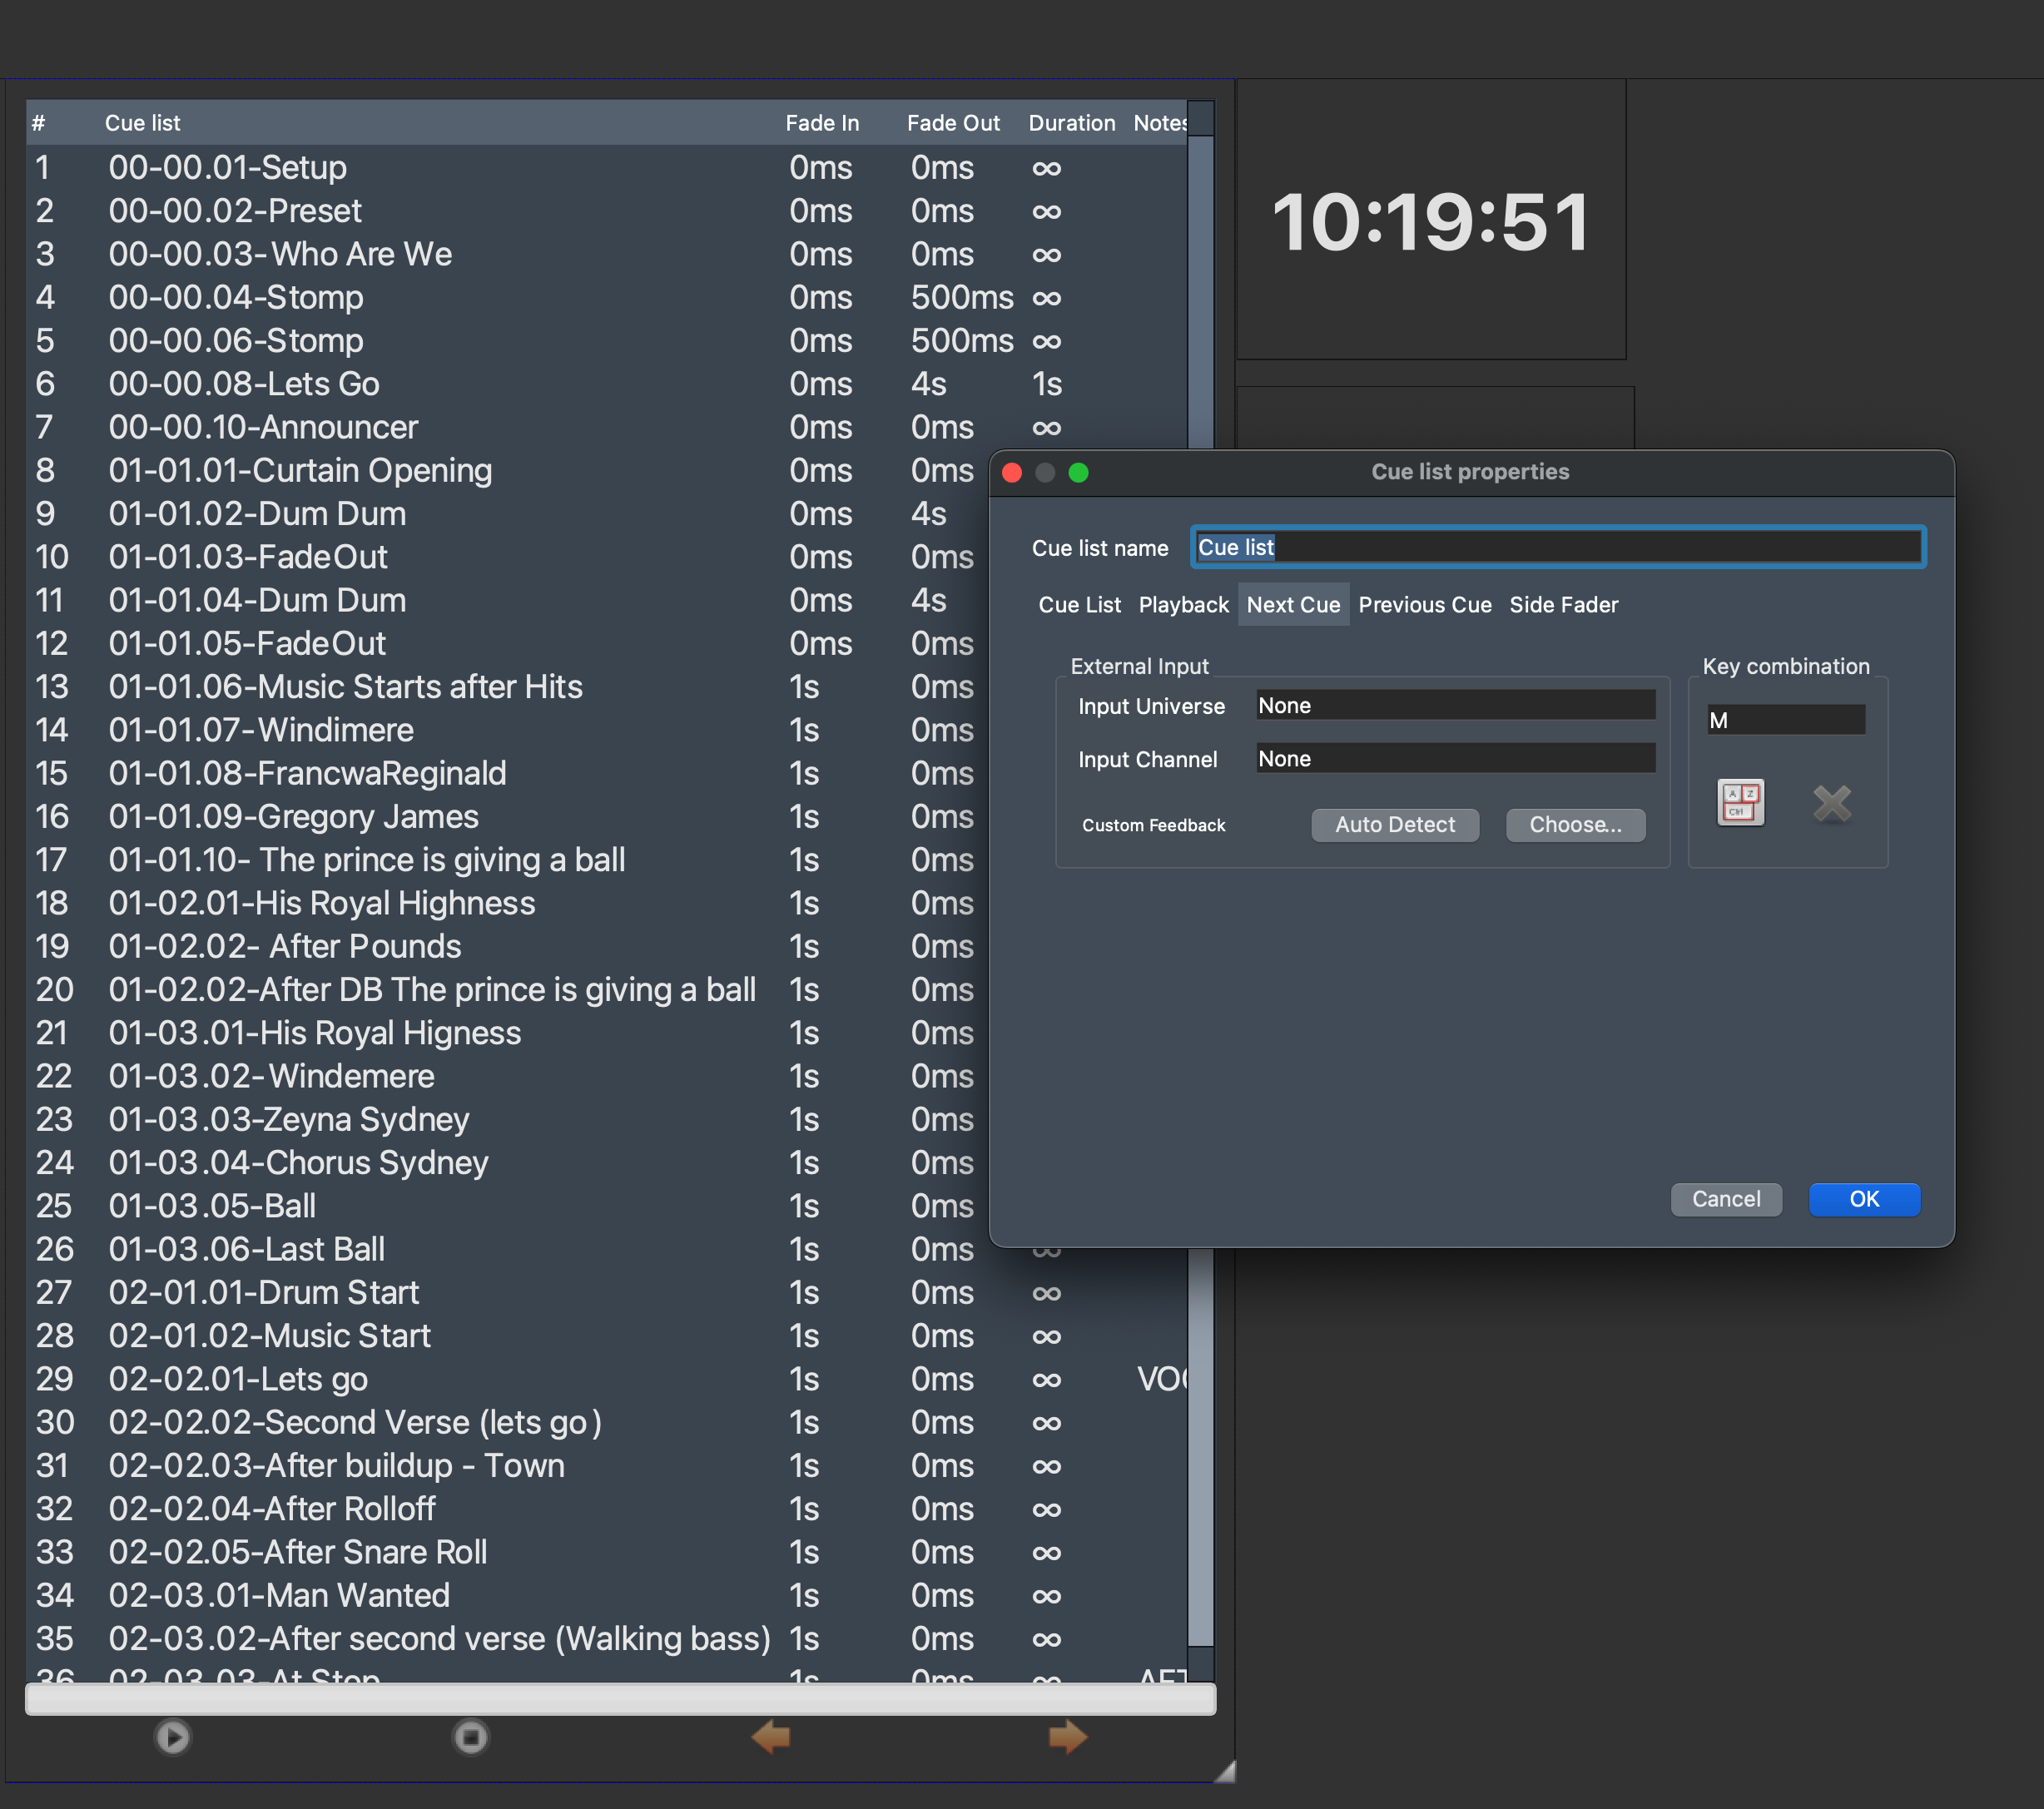 # Cue list Fade In Fade Out Duration Notes
1 00-00.01-Setup 0ms 0ms ∞
2 00-00.02-Preset 0ms 0ms ∞
3 00-00.03-Who Are We 0ms 0ms ∞
4 00-00.04-Stomp 0ms 500ms ∞
5 00-00.06-Stomp 0ms 500ms ∞
6 00-00.08-Lets Go 0ms 4s 1s
7 00-00.10-Announcer 0ms 0ms ∞
8 01-01.01-Curtain Opening 0ms 0ms
9 01-01.02-Dum Dum 0ms 4s
10 01-01.03-FadeOut 0ms 0ms
11 01-01.04-Dum Dum 0ms 4s
12 01-01.05-FadeOut 0ms 0ms
13 01-01.06-Music Starts after Hits 1s 0ms
14 01-01.07-Windimere 1s 0ms
15 01-01.08-FrancwaReginald 1s 0ms
16 01-01.09-Gregory James 1s 0ms
17 01-01.10- The prince is giving a ball 1s 0ms
18 01-02.01-His Royal Highness 1s 0ms
19 01-02.02- After Pounds 1s 0ms
20 01-02.02-After DB The prince is giving a ball 1s 0ms
21 01-03.01-His Royal Higness 1s 0ms
22 01-03.02-Windemere 1s 0ms
23 01-03.03-Zeyna Sydney 1s 0ms
24 01-03.04-Chorus Sydney 1s 0ms
25 01-03.05-Ball 1s 0ms
26 01-03.06-Last Ball 1s 0ms ∞
27 02-01.01-Drum Start 1s 0ms ∞
28 02-01.02-Music Start 1s 0ms ∞
29 02-02.01-Lets go 1s 0ms ∞
30 02-02.02-Second Verse (lets go) 1s 0ms ∞
31 02-02.03-After buildup - Town 1s 0ms ∞
32 02-02.04-After Rolloff 1s 0ms ∞
33 02-02.05-After Snare Roll 1s 0ms ∞
34 02-03.01-Man Wanted 1s 0ms ∞
35 02-03.02-After second verse (Walking bass) 1s 0ms ∞
36 02-03.03-At Stop 1s 0ms ∞
10:19:51
Cue list properties
Cue list name Cue list
Cue List Playback Next Cue Previous Cue Side Fader
External Input
Input Universe None
Input Channel None
Custom Feedback Auto Detect Choose...
Key combination
M
A Z
Ctrl
Cancel OK